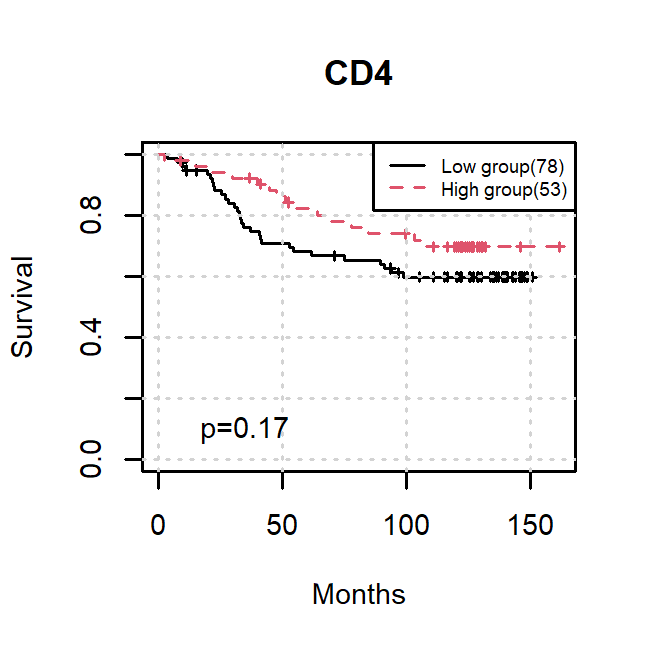 CD4
Low group(78)
High group(53)
Survival
0.8
0.4
0.0
p=0.17
0 50 100 150
Months